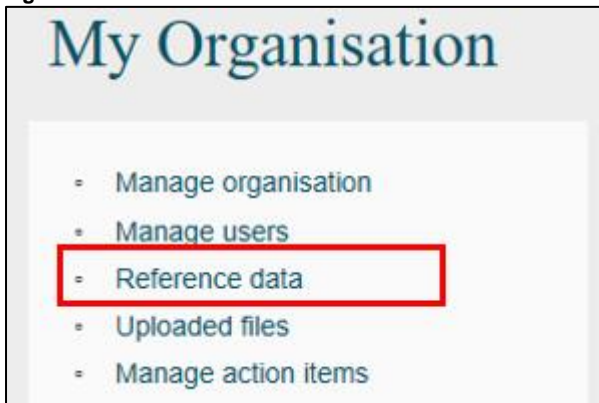 My Organisation
Manage organisation
Manage users
Reference data
Uploaded files
Manage action items